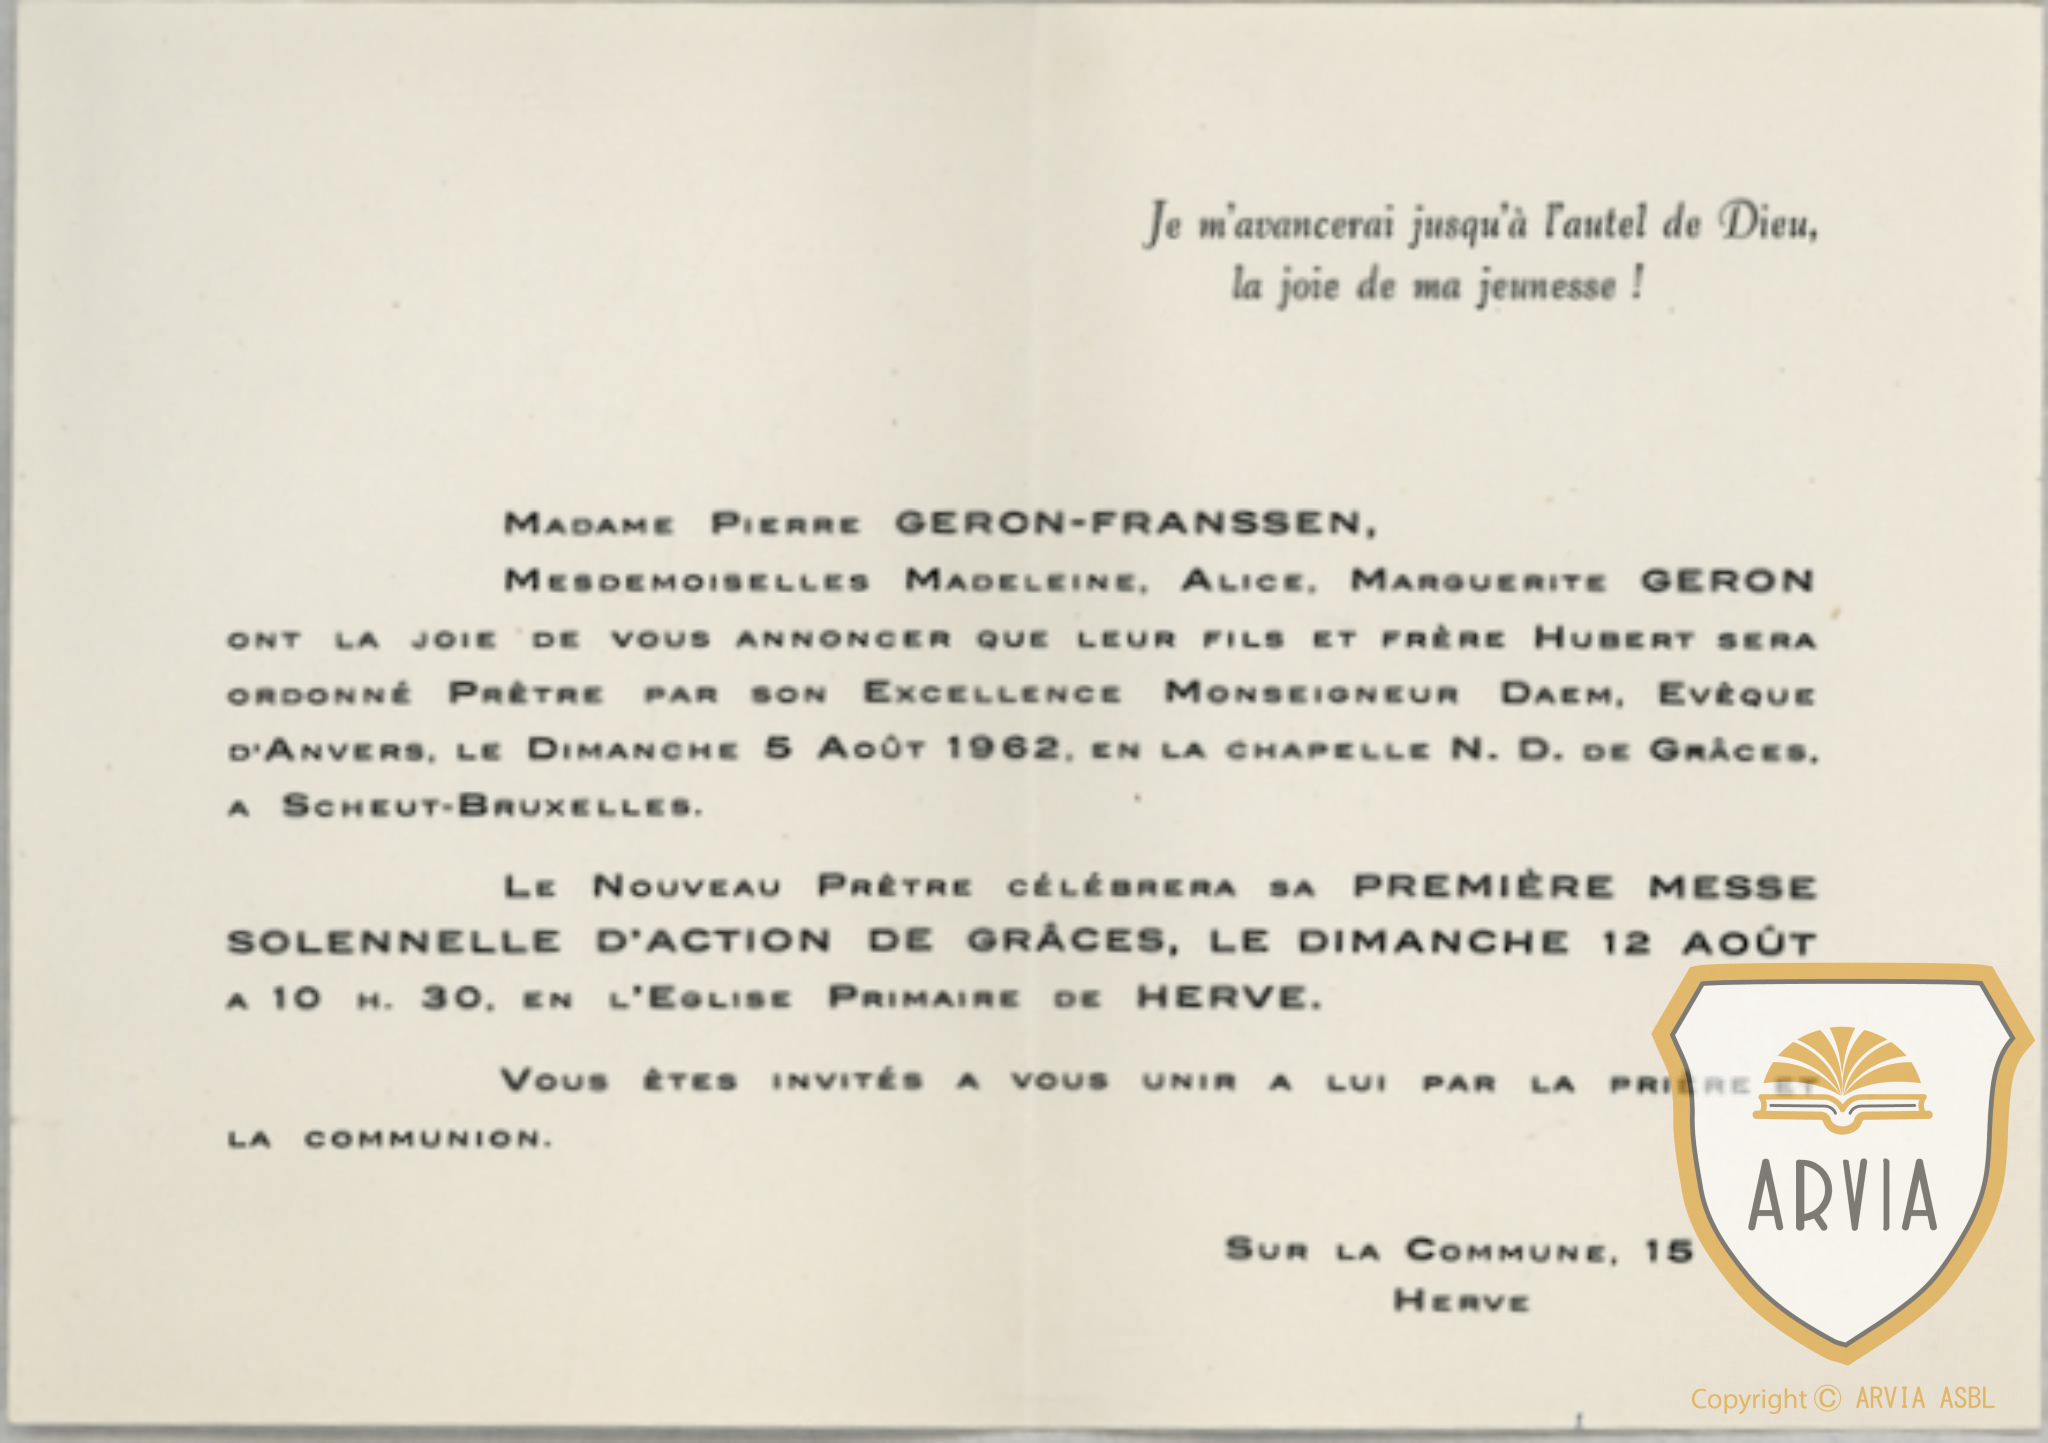 Je m'avancerai jusqu'à l'autel de Dieu,
la joie de ma jeunesse !
Madame Pierre GERON-FRANSSEN,
Mesdemoiselles Madeleine, Alice, Marguerite GERON
ont la joie de vous annoncer que leur fils et frère Hubert sera
ordonné Prêtre par son Excellence Monseigneur Daem, Evêque
d'Anvers, le Dimanche 5 Août 1962, en la chapelle N. D. de Grâces,
a Scheut-Bruxelles.
Le Nouveau Prêtre célébrera sa PREMIÈRE MESSE
SOLENNELLE D'ACTION DE GRÂCES, LE DIMANCHE 12 AOÛT
a 10 h. 30, en l'Eglise Primaire de HERVE.
Vous êtes invités a vous unir a lui par la prière et
la communion.
Sur la Commune, 15
Herve
ARVIA
Copyright © ARVIA ASBL